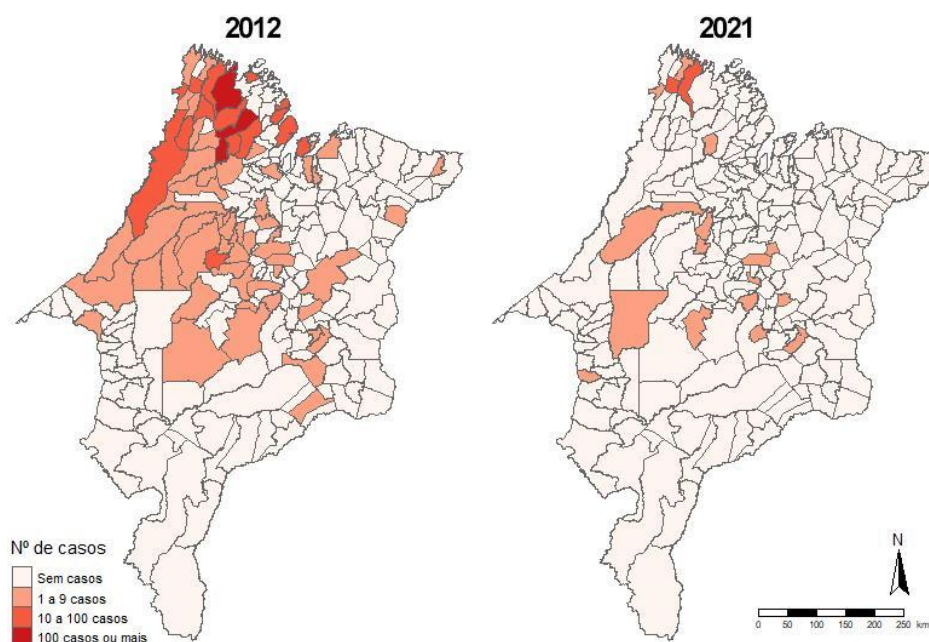 2012
2021
Nº de casos
Sem casos
1 a 9 casos
10 a 100 casos
100 casos ou mais
N
0 50 100 150 200 250
km